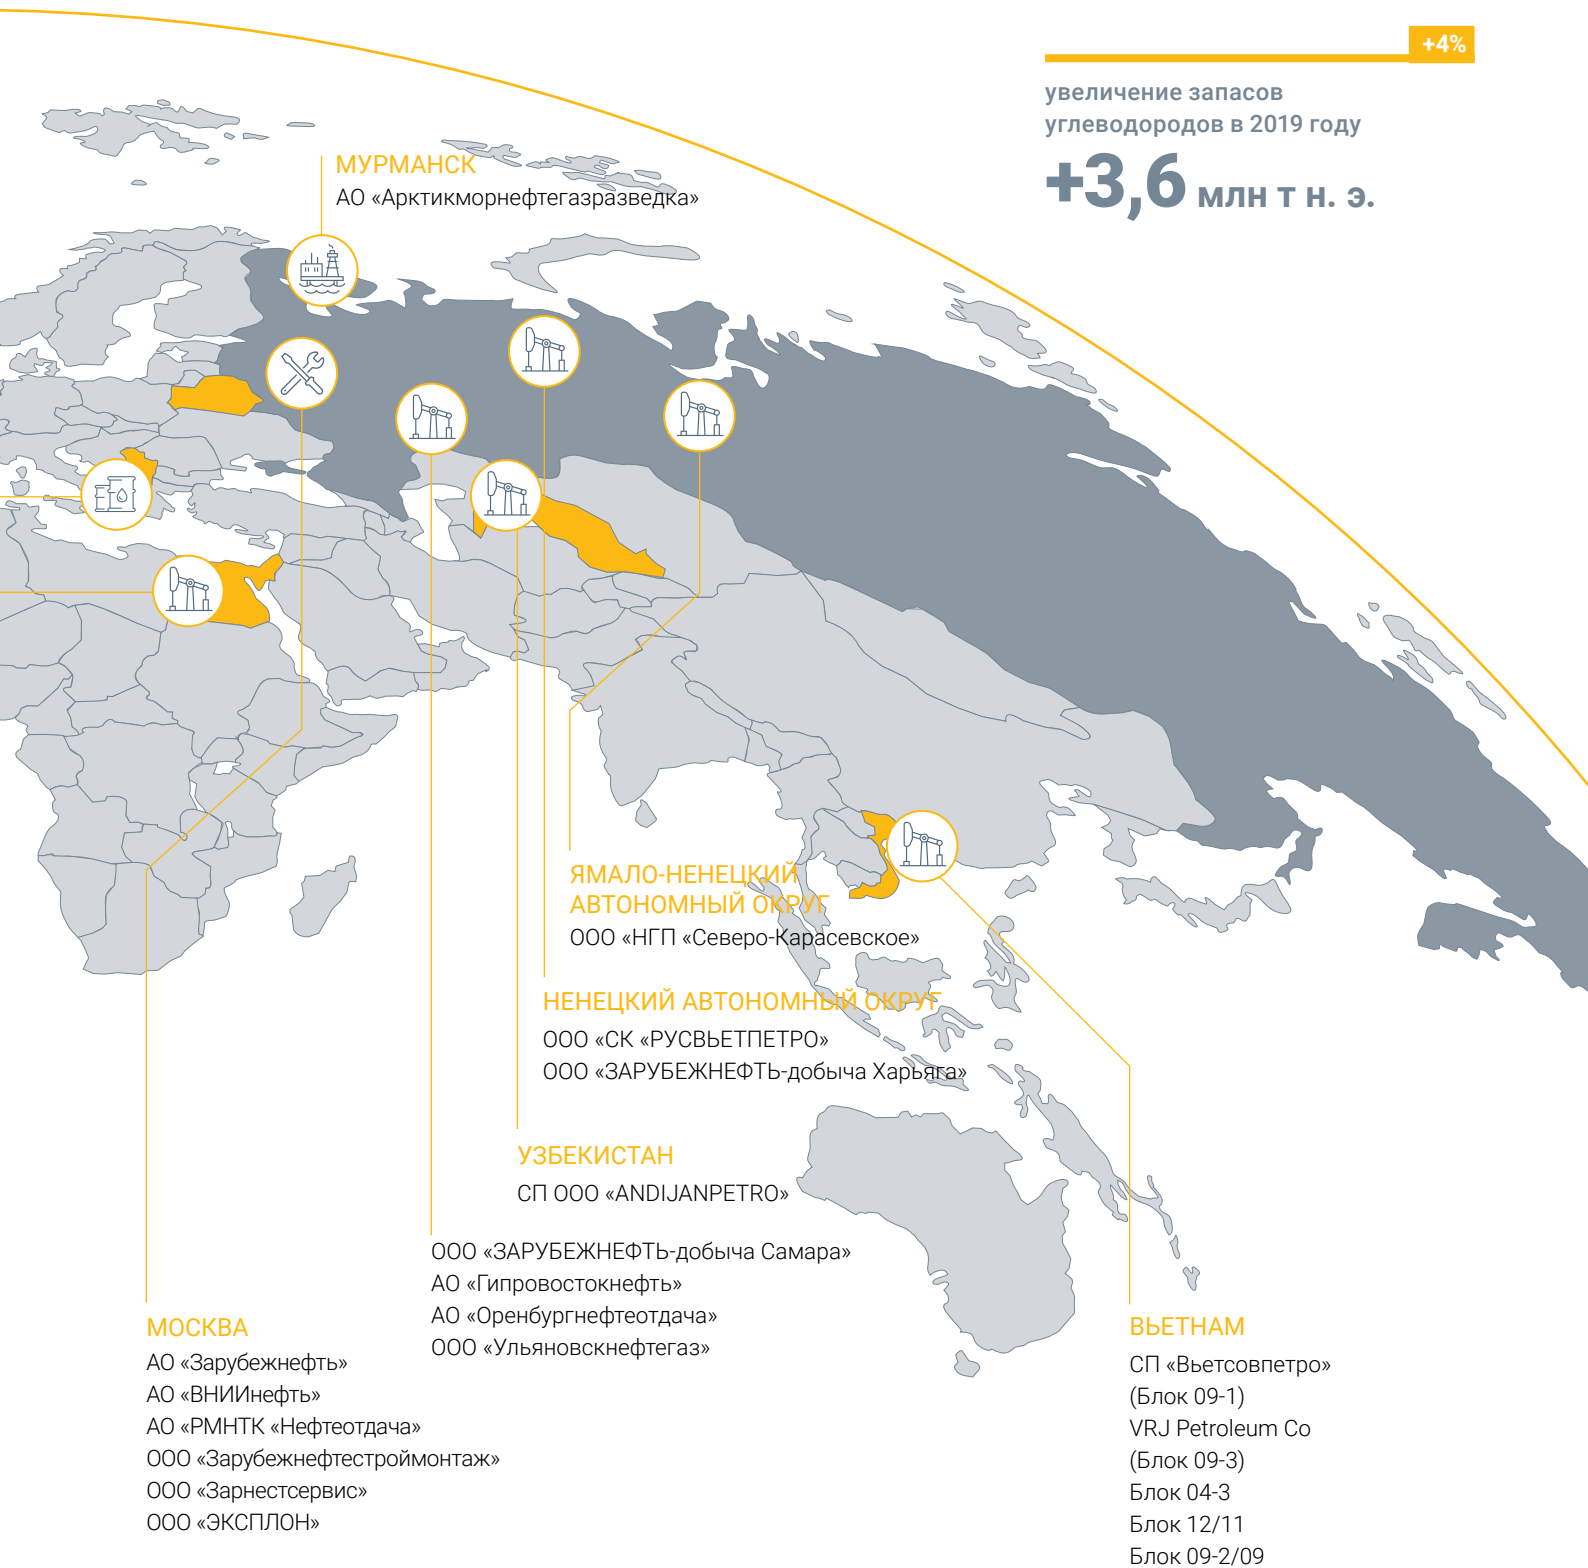 +4%
увеличение запасов
углеводородов в 2019 году
+3,6 млн т н. э.
МУРМАНСК
АО «Арктикморнефтегазразведка»
ЯМАЛО-НЕНЕЦКИЙ
АВТОНОМНЫЙ ОКРУГ
ООО «НГП «Северо-Карасевское»
НЕНЕЦКИЙ АВТОНОМНЫЙ ОКРУГ
ООО «СК «РУСВЬЕТПЕТРО»
ООО «ЗАРУБЕЖНЕФТЬ-добыча Харьяга»
УЗБЕКИСТАН
СП ООО «ANDIJANPETRO»
ООО «ЗАРУБЕЖНЕФТЬ-добыча Самара»
АО «Гипровостокнефть»
АО «Оренбургнефтеотдача»
ООО «Ульяновскнефтегаз»
МОСКВА
АО «Зарубежнефть»
АО «ВНИИнефть»
АО «РМНТК «Нефтеотдача»
ООО «Зарубежнефтестроймонтаж»
ООО «Зарнестсервис»
ООО «ЭКСПЛОН»
ВЬЕТНАМ
СП «Вьетсовпетро»
(Блок 09-1)
VRJ Petroleum Co
(Блок 09-3)
Блок 04-3
Блок 12/11
Блок 09-2/09